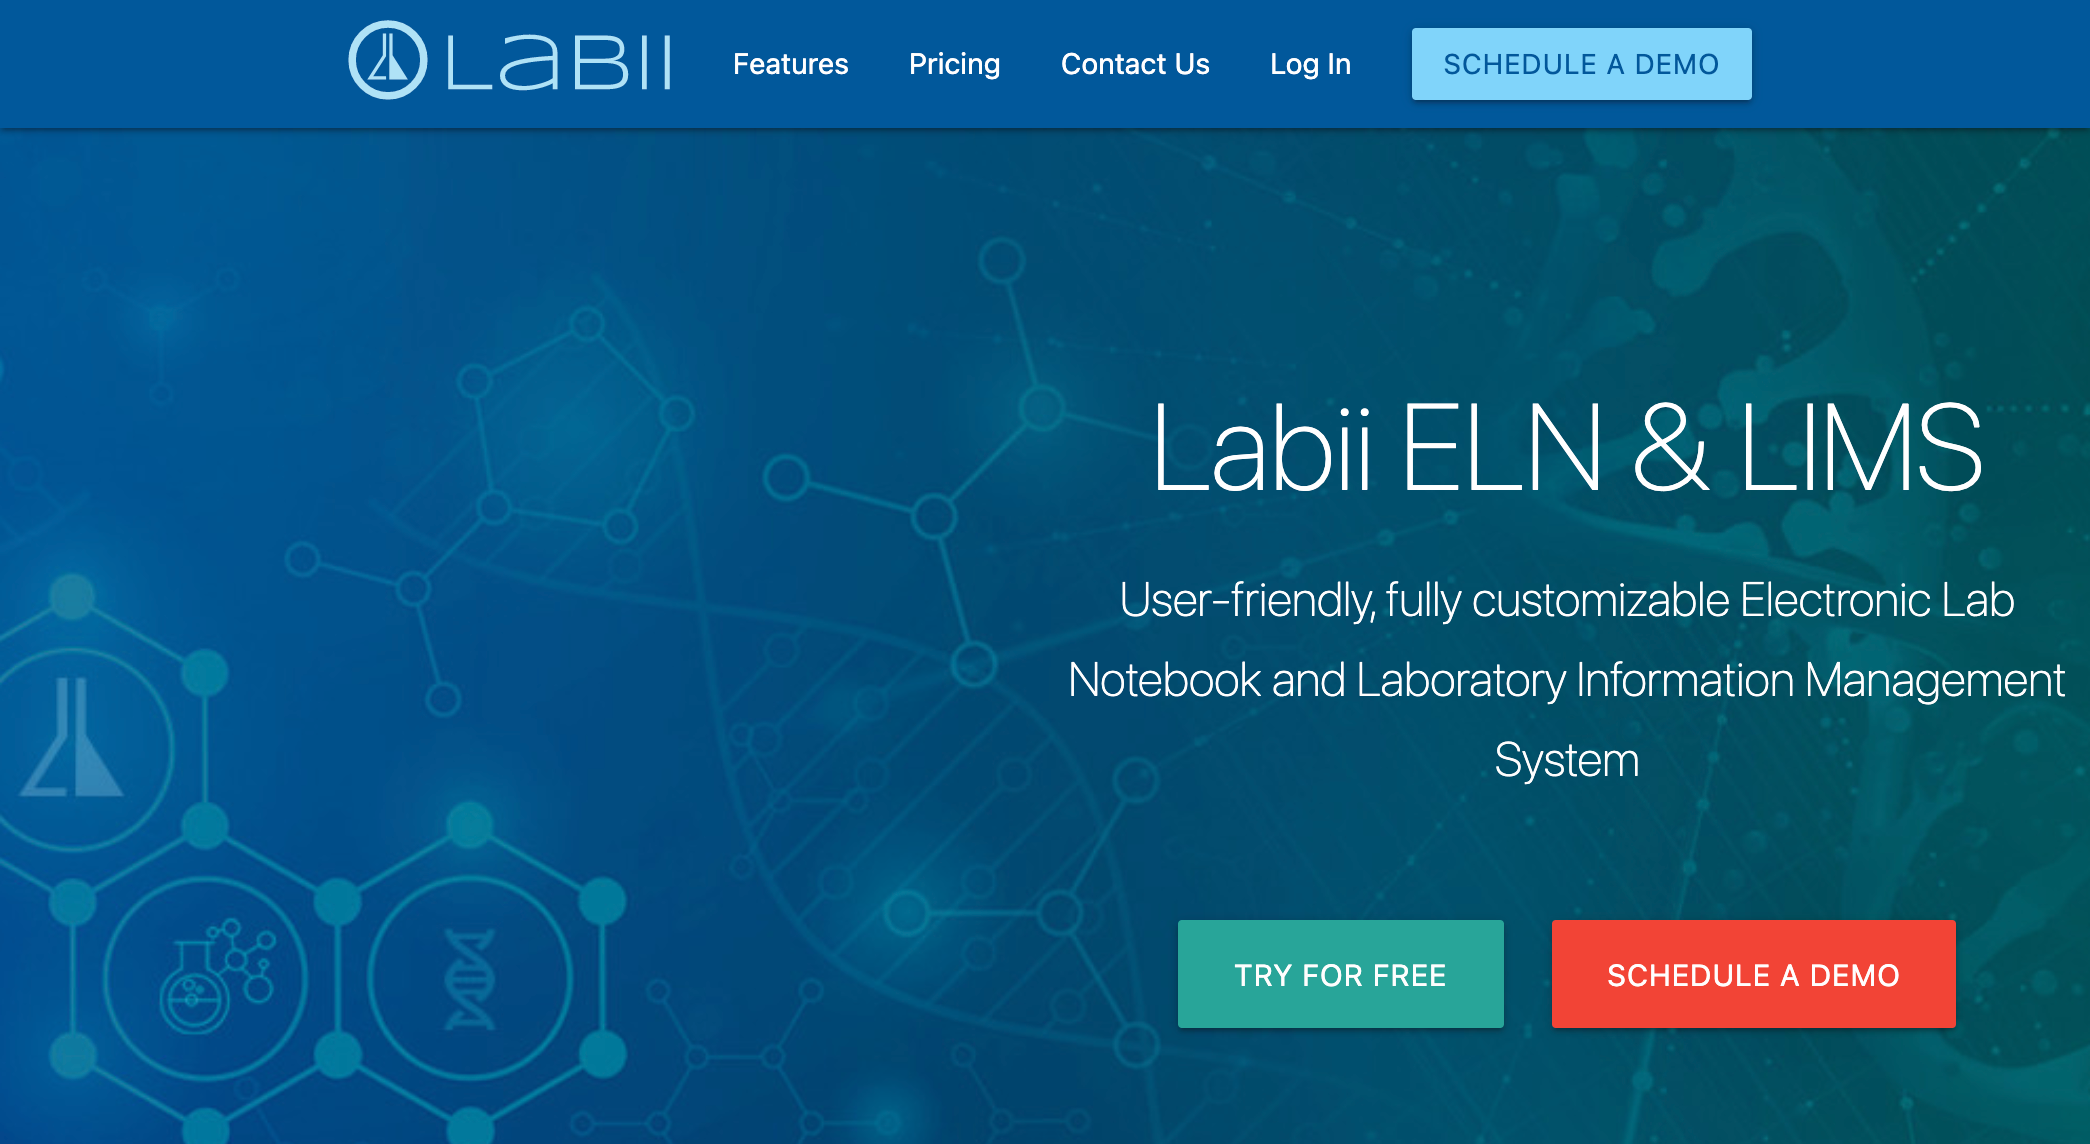 LABII
Features
Pricing
Contact Us
Log In
SCHEDULE A DEMO
Labii ELN & LIMS
User-friendly, fully customizable Electronic Lab
Notebook and Laboratory Information Management
System
TRY FOR FREE
SCHEDULE A DEMO